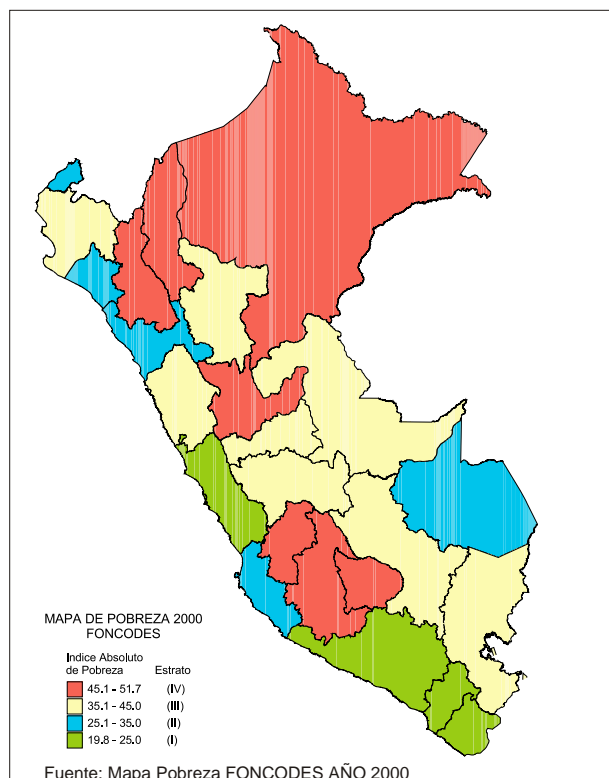 MAPA DE POBREZA 2000
FONCODES
Indice Absoluto
de Pobreza Estrato
45.1 - 51.7 (IV)
35.1 - 45.0 (III)
25.1 - 35.0 (II)
19.8 - 25.0 (I)
Fuente: Mapa Pobreza FONCODES AÑO 2000